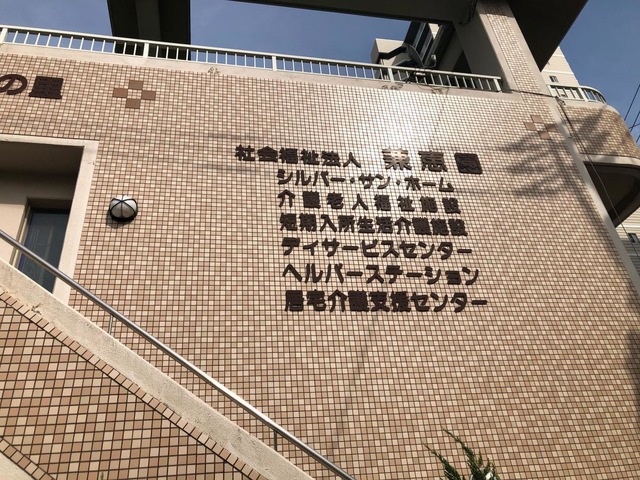 の里
社会福祉法人 慈恵園
シルバー・サン・ホーム
介護老人福祉施設
短期入所生活介護施設
デイサービスセンター
ヘルパーステーション
居宅介護支援センター